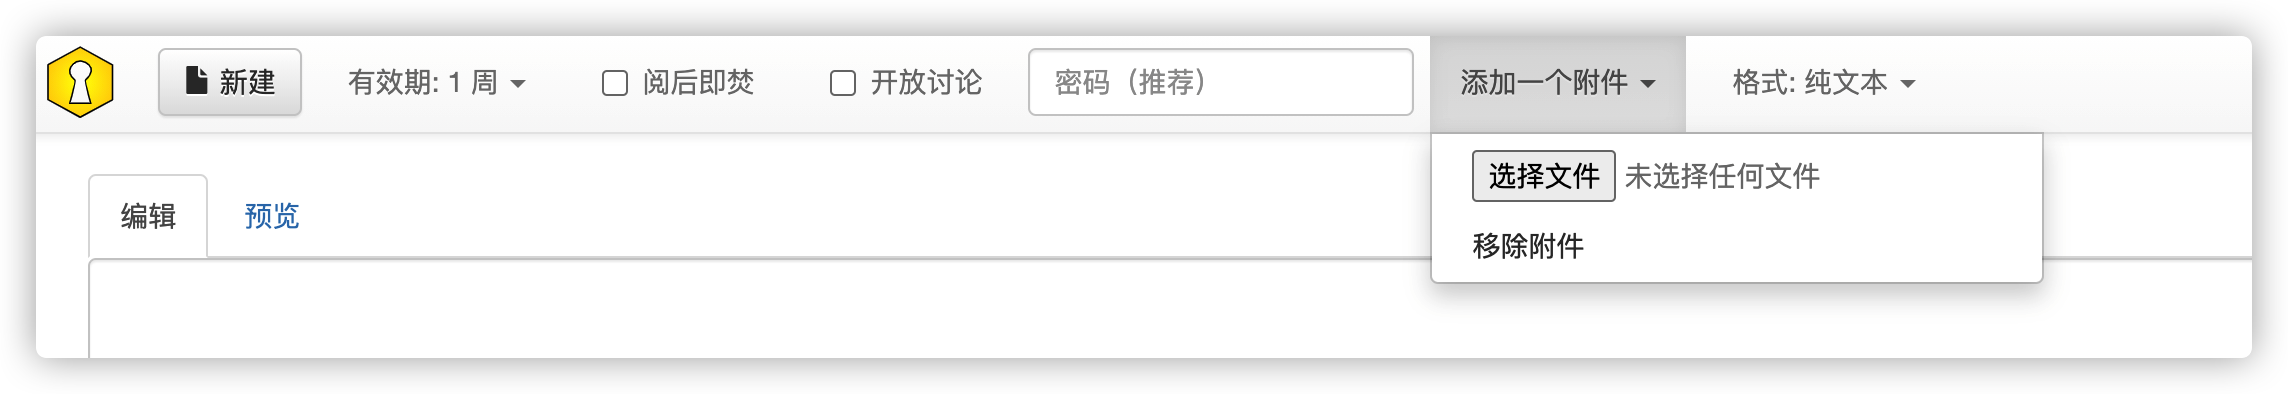 新建 有效期: 1 周 阅后即焚 开放讨论 密码（推荐） 添加一个附件 格式: 纯文本
选择文件 未选择任何文件
编辑 预览
移除附件